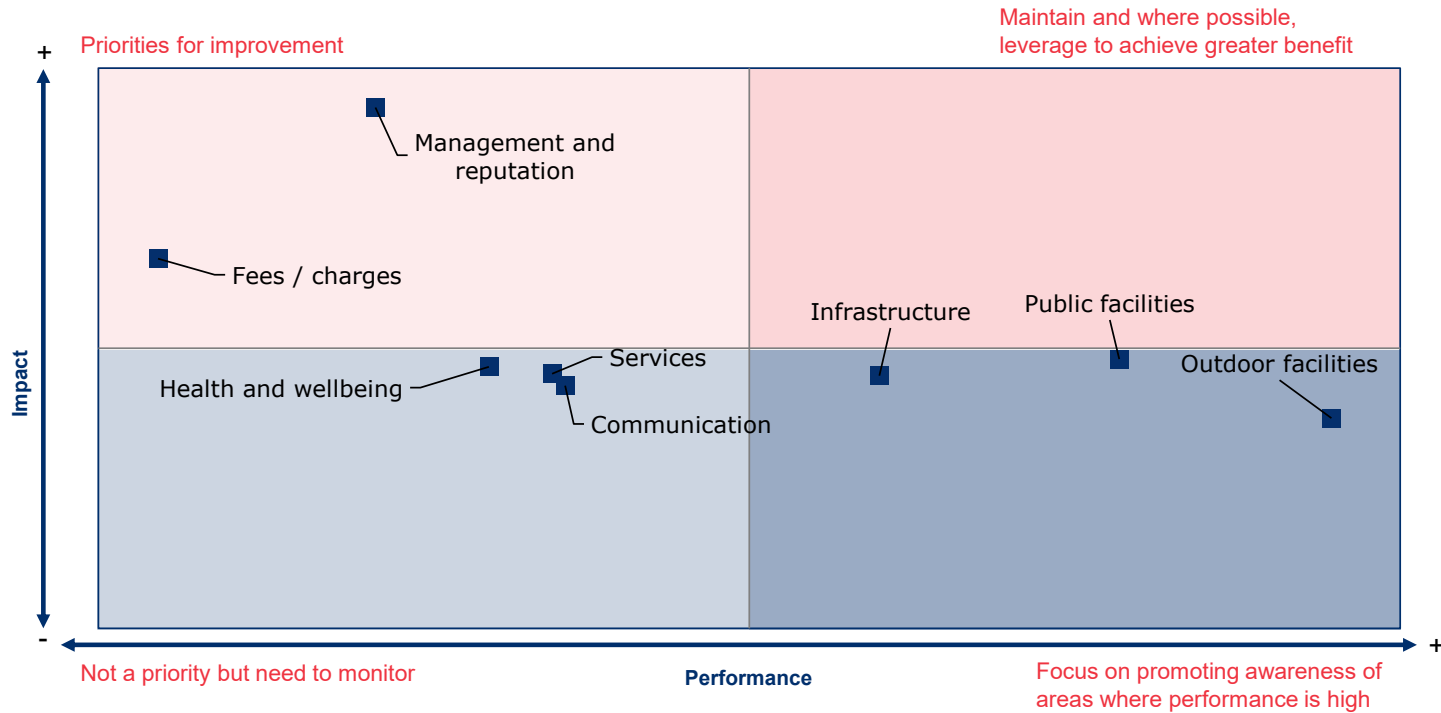 Maintain and where possible,
leverage to achieve greater benefit
Priorities for improvement
+
Management and
reputation
Fees / charges
Infrastructure
Public facilities
Services
Outdoor facilities
Health and wellbeing
Communication
Impact
-
+
Not a priority but need to monitor
Performance
Focus on promoting awareness of
areas where performance is high